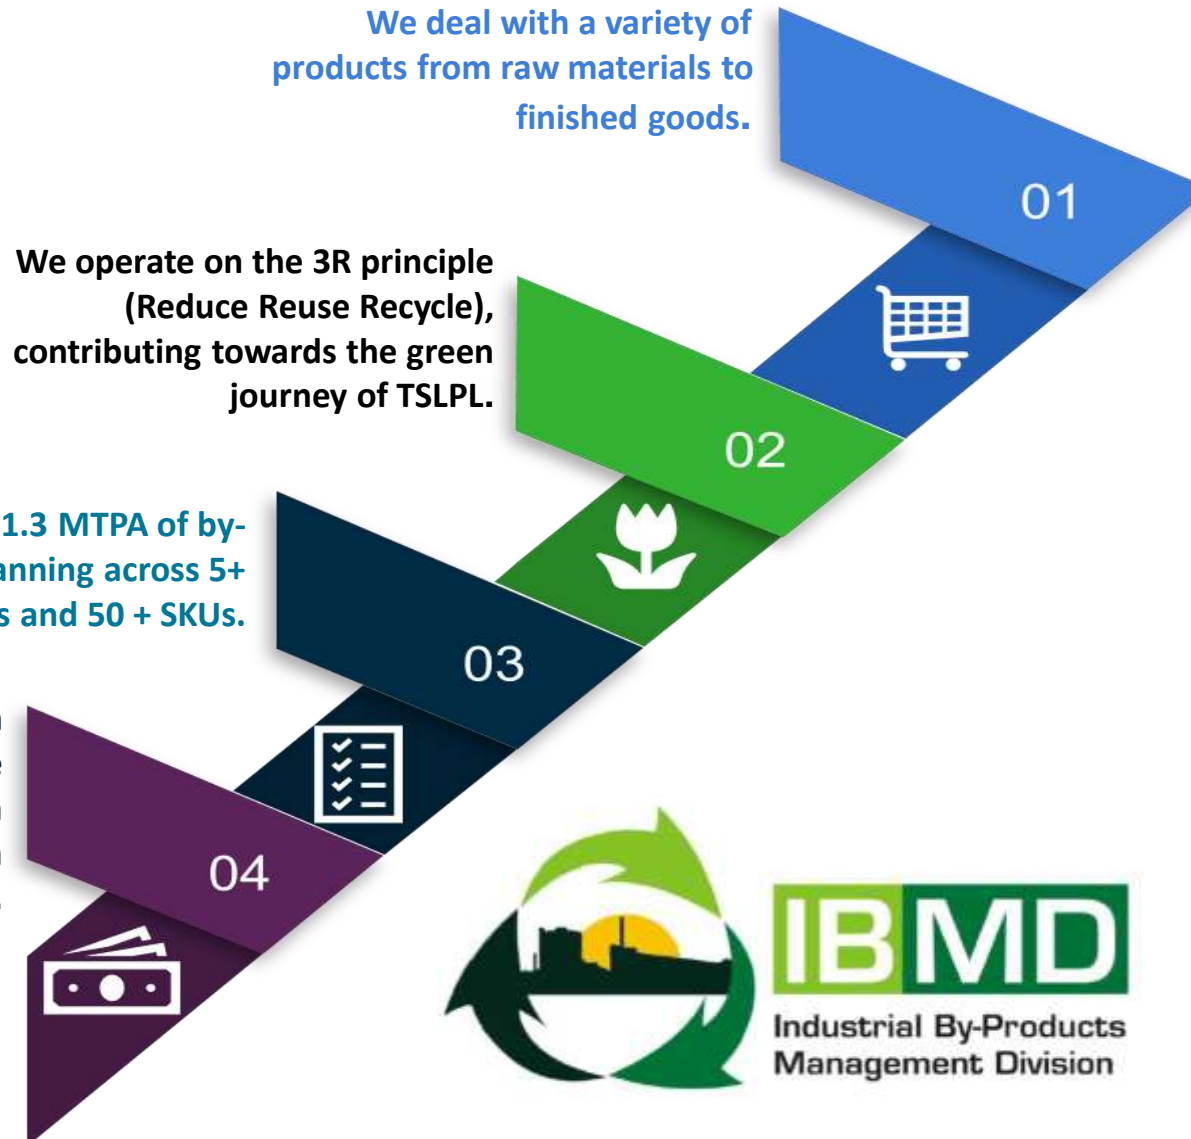 We deal with a variety of
products from raw materials to
finished goods.
01
We operate on the 3R principle
(Reduce Reuse Recycle),
contributing towards the green
journey of TSLPL.
02
1.3 MTPA of by-
anning across 5+
s and 50 + SKUs.
03
04
IBMD
Industrial By-Products
Management Division